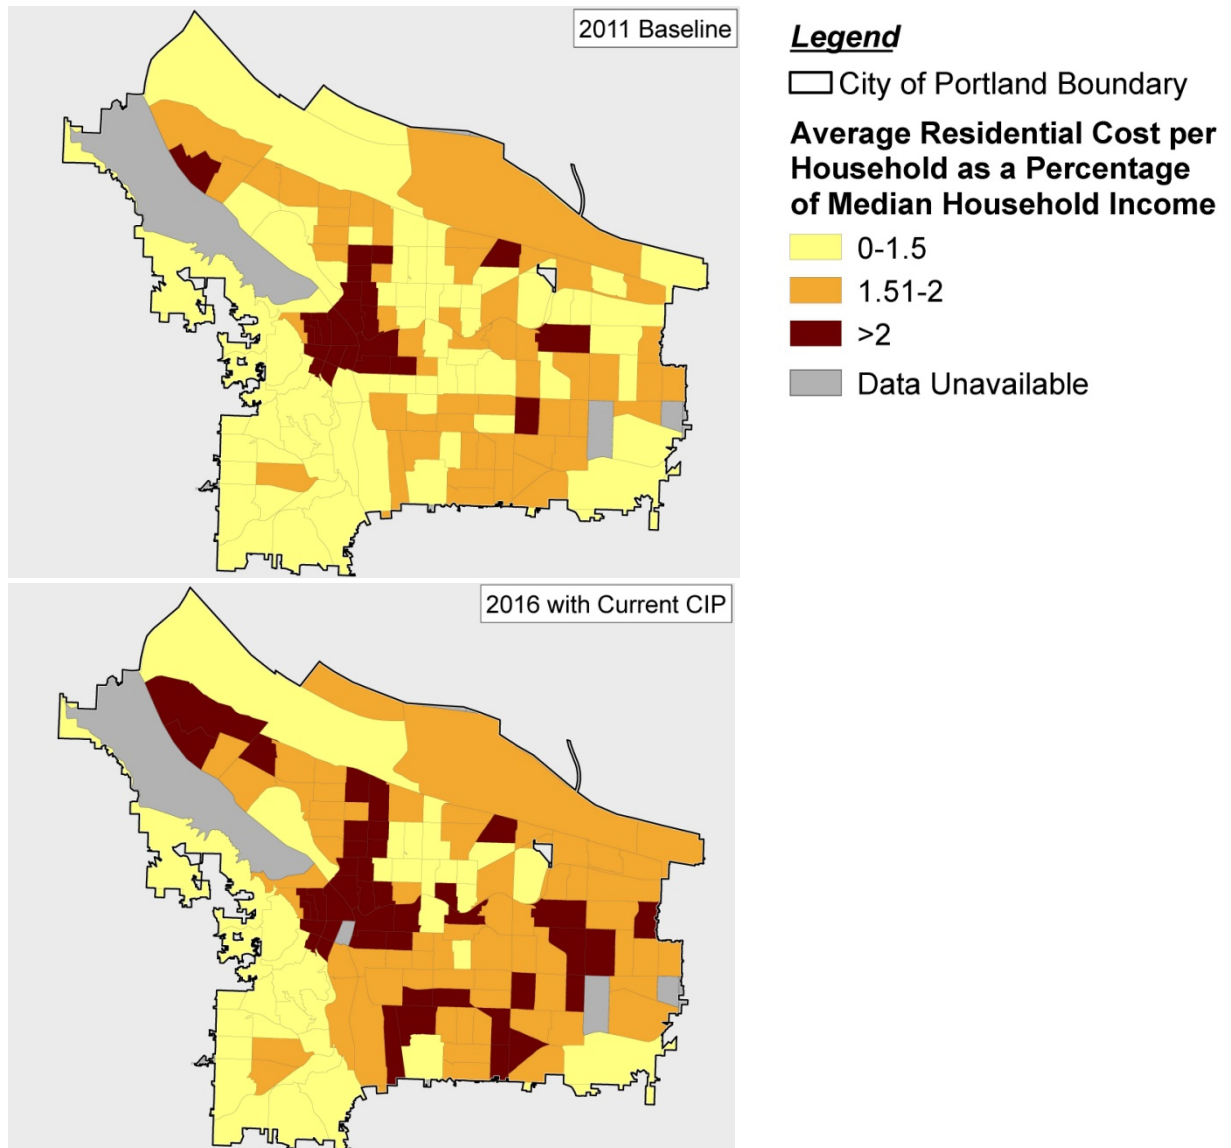 2011 Baseline
Legend
City of Portland Boundary
Average Residential Cost per
Household as a Percentage
of Median Household Income
0-1.5
1.51-2
>2
Data Unavailable
2016 with Current CIP